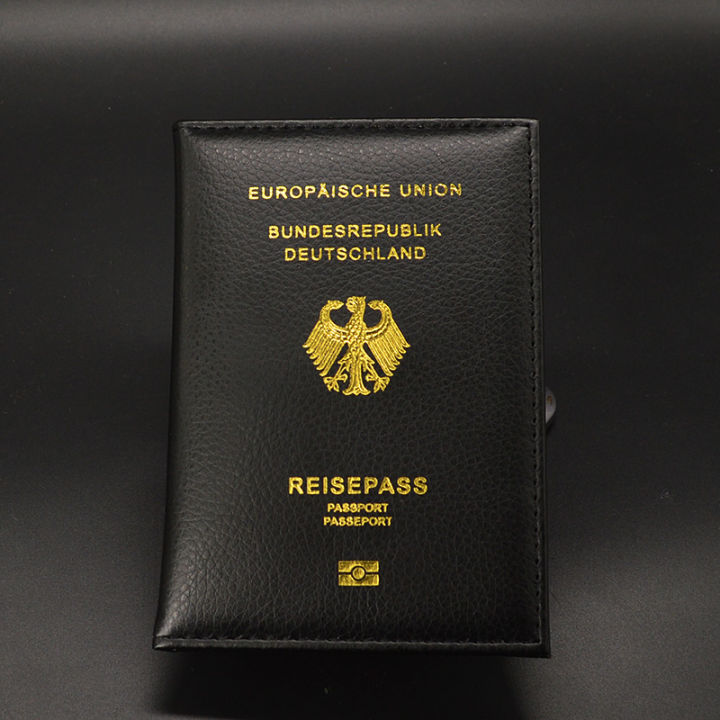 EUROPÄISCHE UNION
BUNDESREPUBLIK
DEUTSCHLAND
REISEPASS
PASSPORT
PASSEPORT